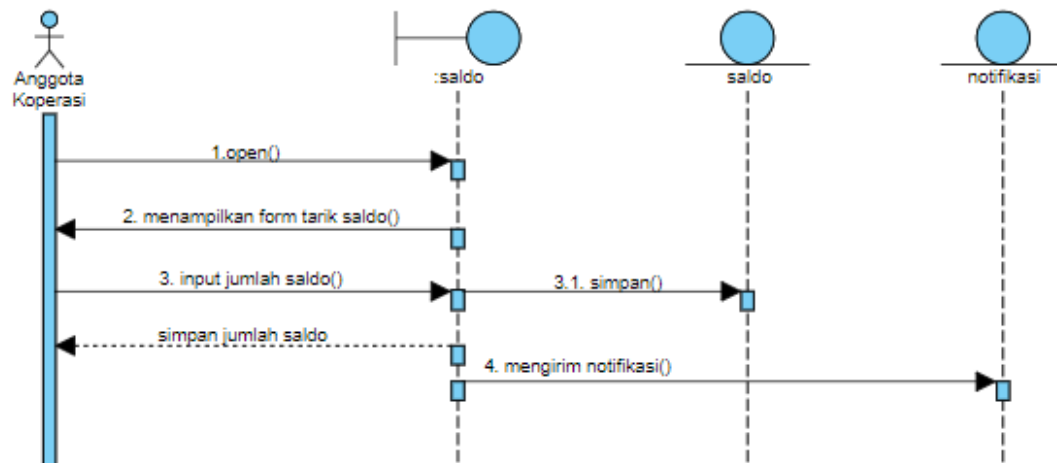 Anggota
Koperasi
:saldo
saldo
notifikasi
1.open()
2. menampilkan form tarik saldo()
3. input jumlah saldo()
3.1. simpan()
simpan jumlah saldo
4. mengirim notifikasi()